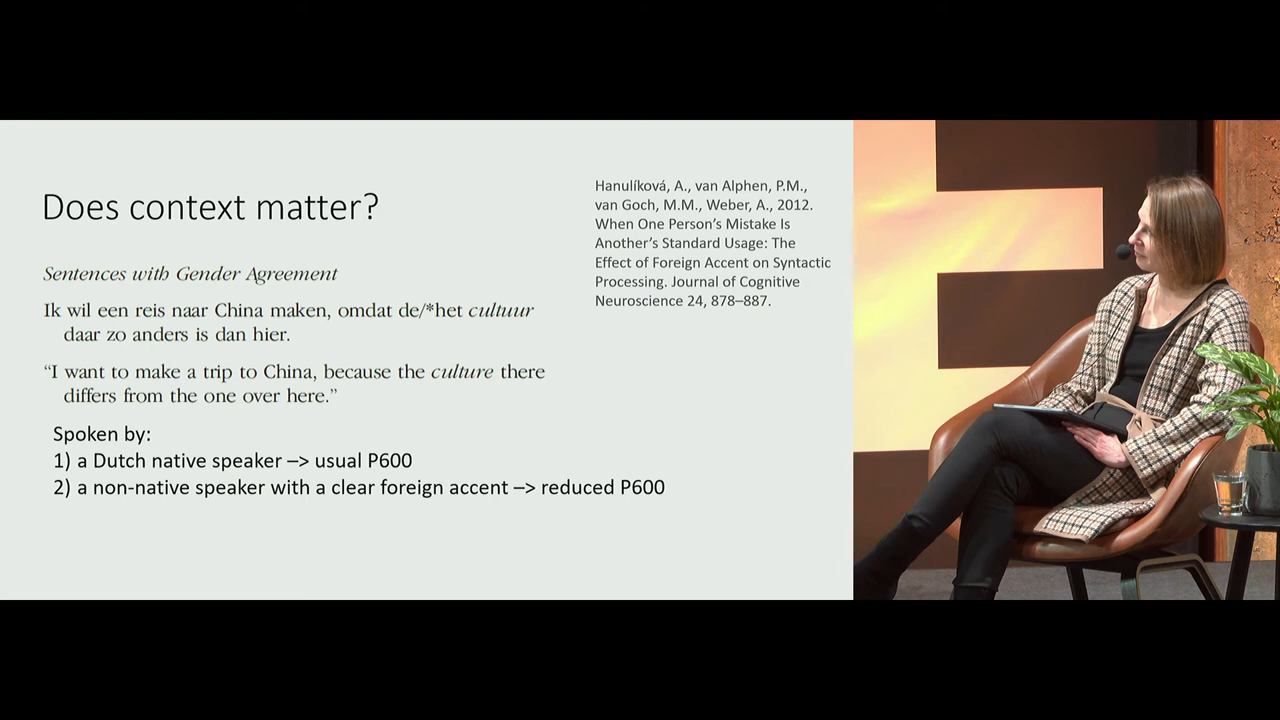 Does context matter?
Sentences with Gender Agreement
Ik wil een reis naar China maken, omdat de/*het cultuur
daar zo anders is dan hier.
“I want to make a trip to China, because the culture there
differs from the one over here.”
Spoken by:
1) a Dutch native speaker –> usual P600
2) a non-native speaker with a clear foreign accent –> reduced P600
Hanulíková, A., van Alphen, P.M.,
van Goch, M.M., Weber, A., 2012.
When One Person’s Mistake Is
Another’s Standard Usage: The
Effect of Foreign Accent on Syntactic
Processing. Journal of Cognitive
Neuroscience 24, 878–887.